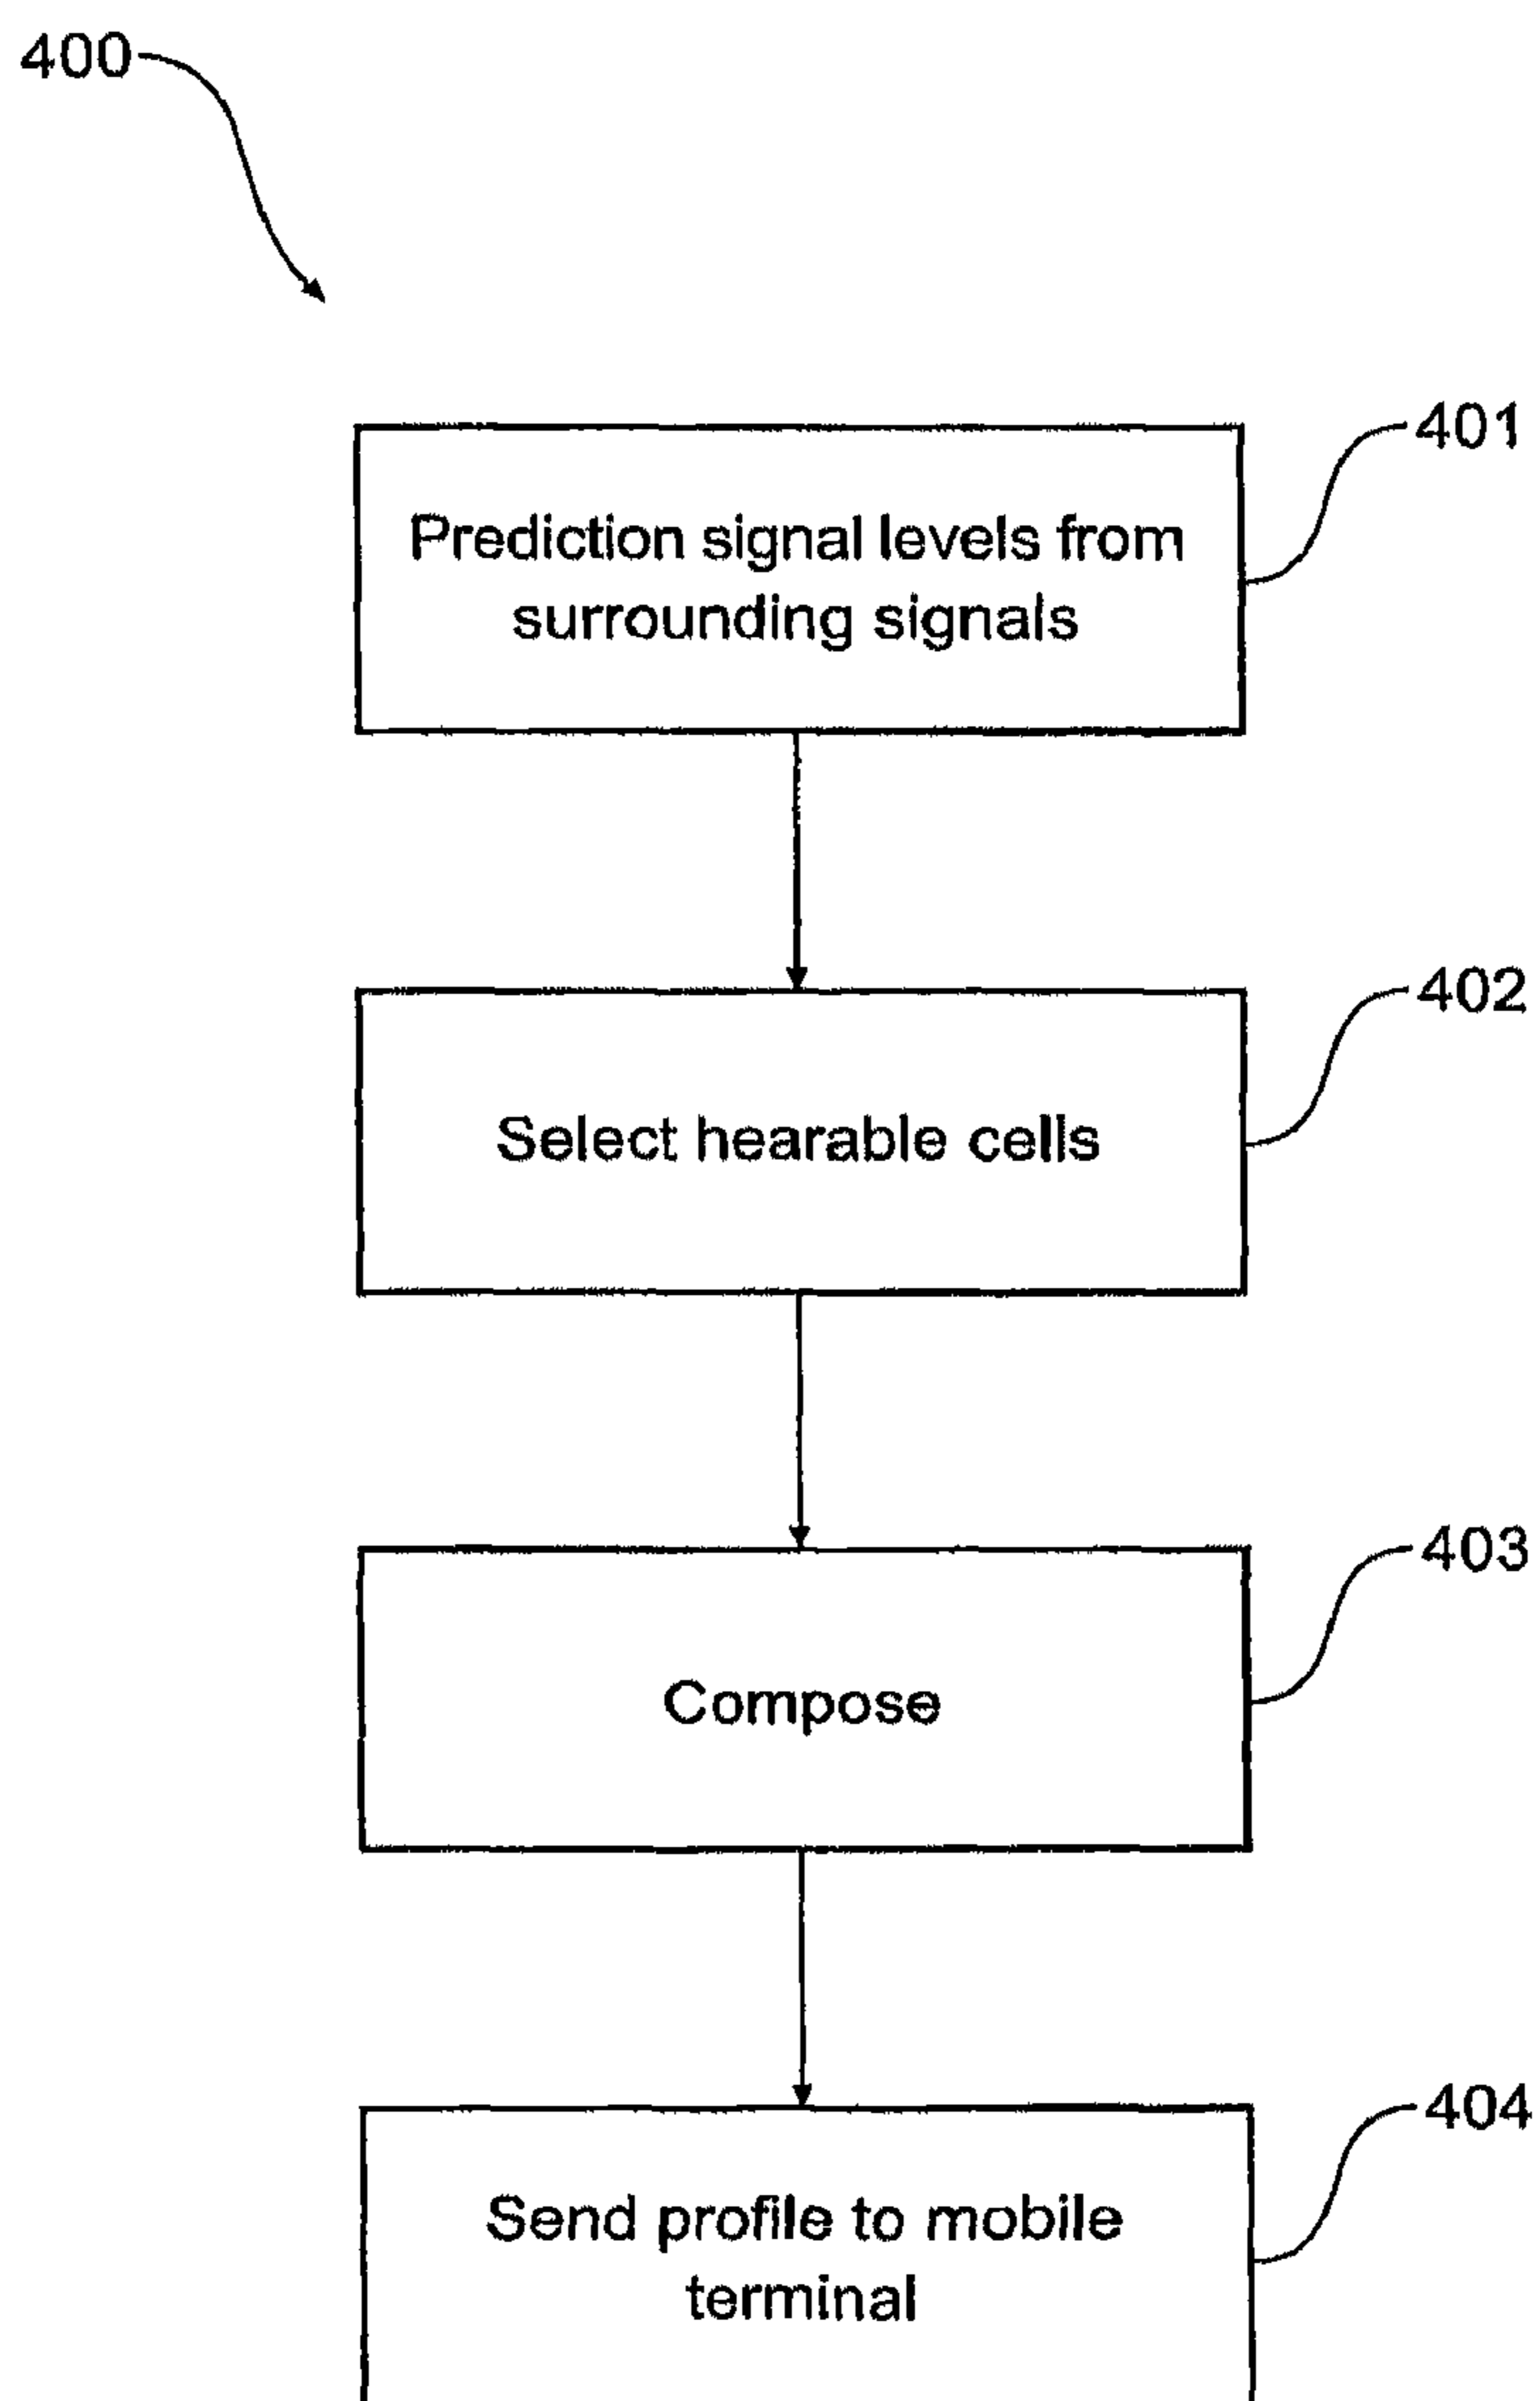 400
401
Prediction signal levels from
surrounding signals
402
Select hearable cells
403
Compose
404
Send profile to mobile
terminal